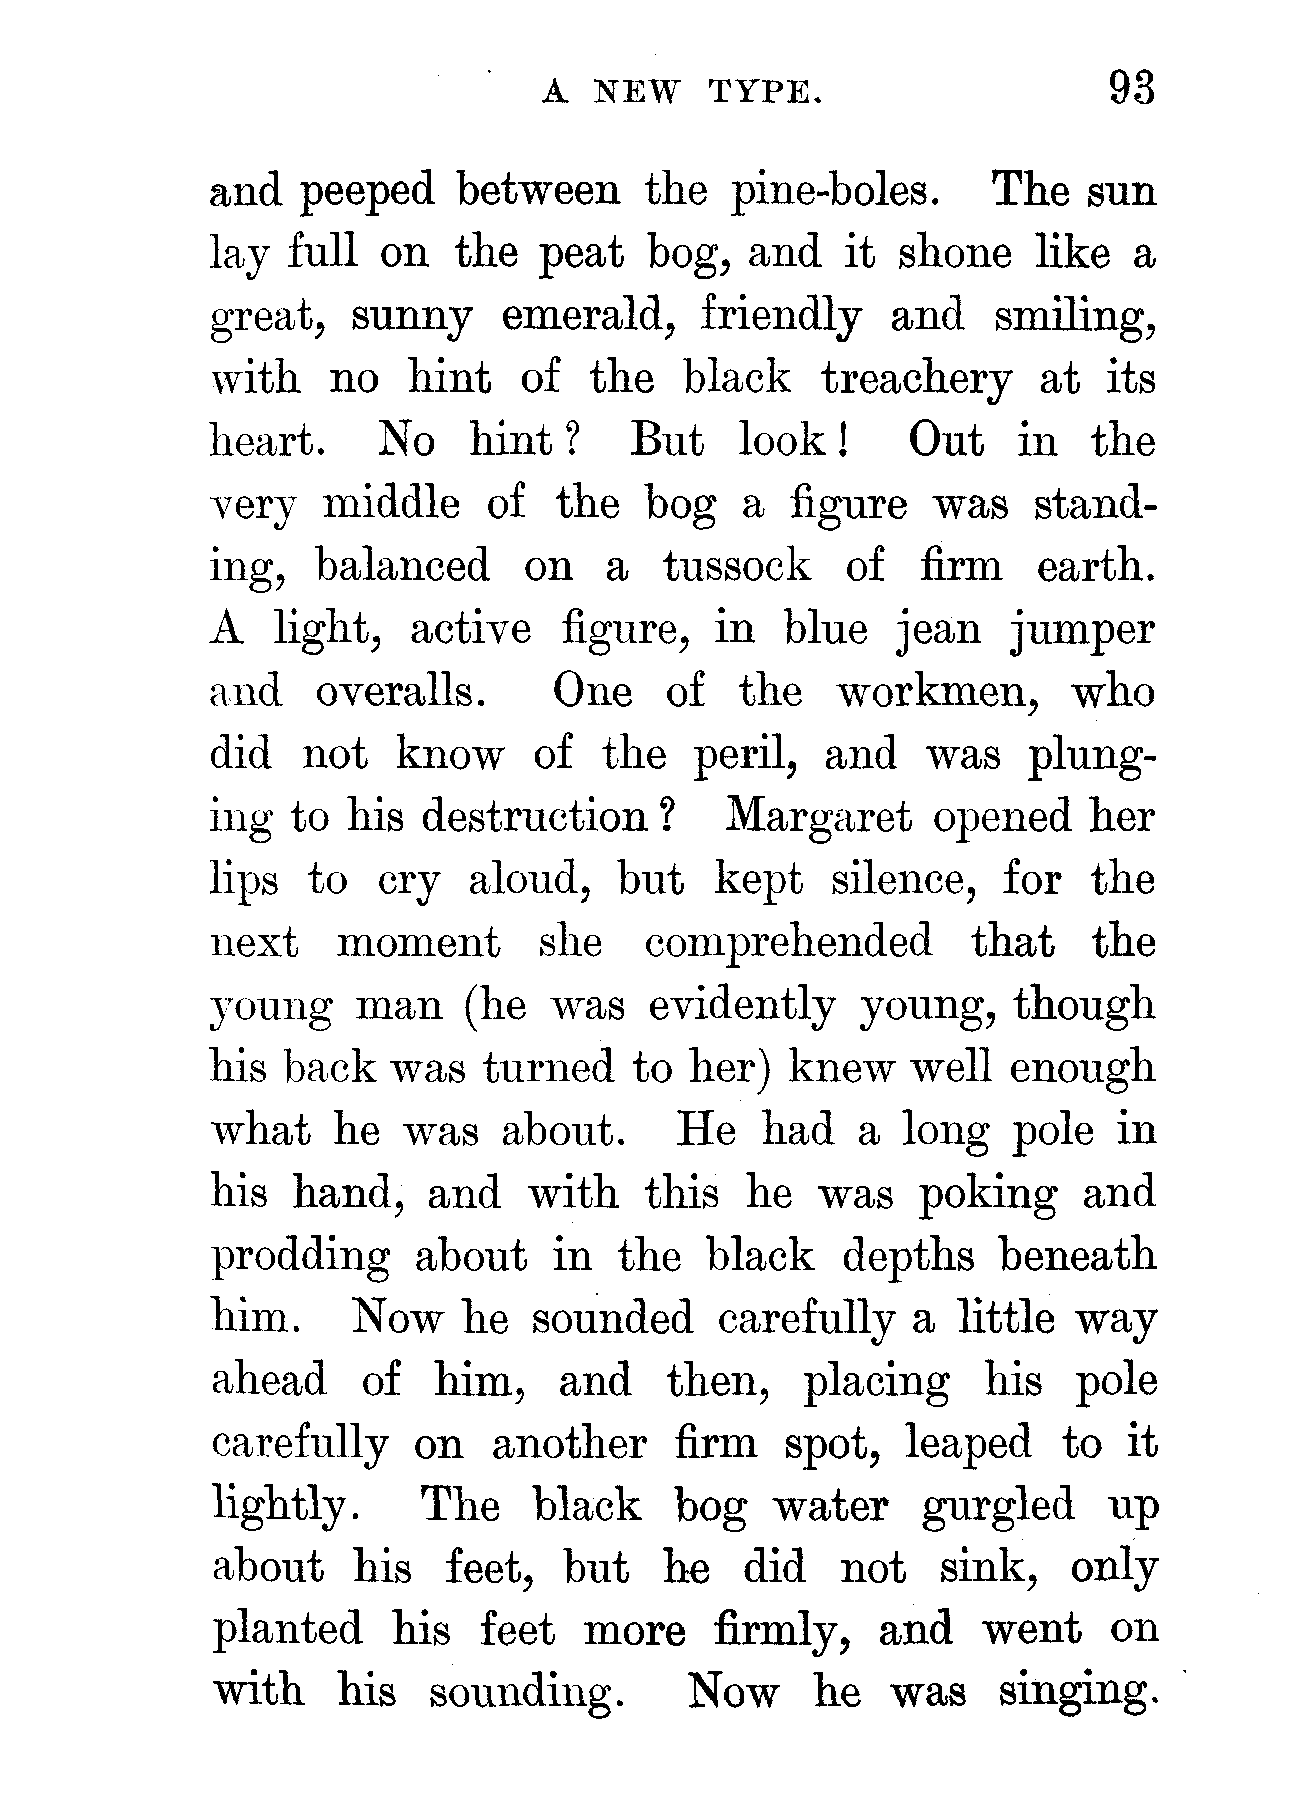 A NEW TYPE. 93
and peeped between the pine-boles. The sun
lay full on the peat bog, and it shone like a
great, sunny emerald, friendly and smiling,
with no hint of the black treachery at its
heart. No hint? But look! Out in the
very middle of the bog a figure was stand-
ing, balanced on a tussock of firm earth.
A light, active figure, in blue jean jumper
and overalls. One of the workmen, who
did not know of the peril, and was plung-
ing to his destruction? Margaret opened her
lips to cry aloud, but kept silence, for the
next moment she comprehended that the
young man (he was evidently young, though
his back was turned to her) knew well enough
what he was about. He had a long pole in
his hand, and with this he was poking and
prodding about in the black depths beneath
him. Now he sounded carefully a little way
ahead of him, and then, placing his pole
carefully on another firm spot, leaped to it
lightly. The black bog water gurgled up
about his feet, but he did not sink, only
planted his feet more firmly, and went on
with his sounding. Now he was singing.